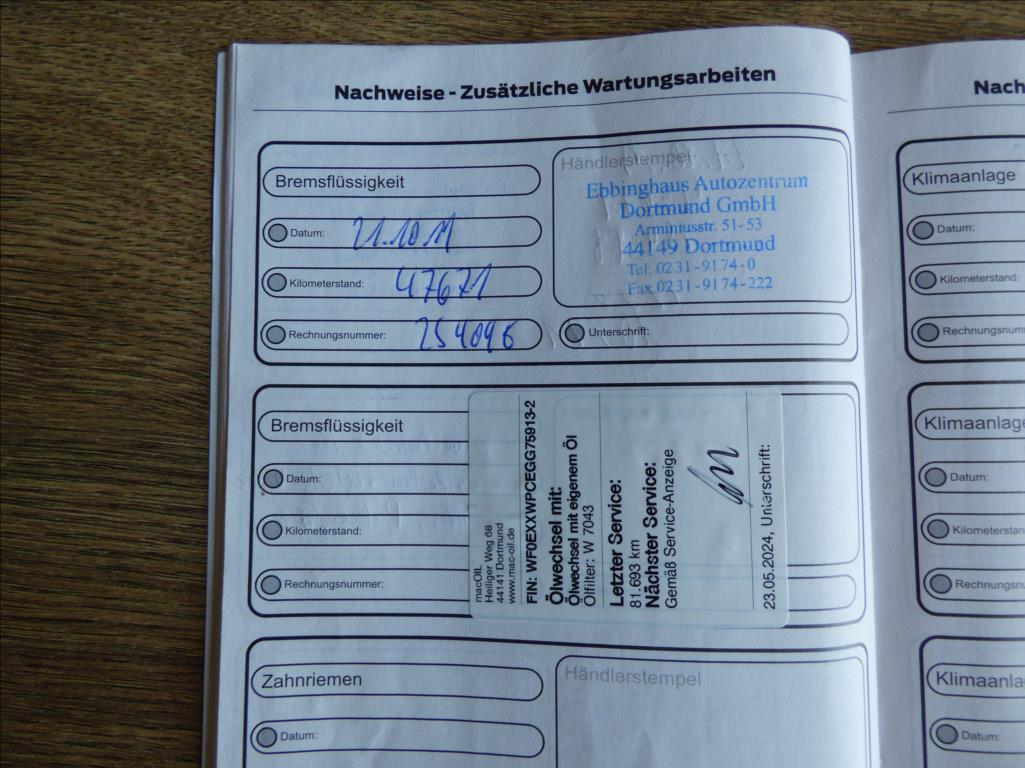 Nachweise - Zusätzliche Wartungsarbeiten
Bremsflüssigkeit
Datum: 21.10.11
Kilometerstand: 47671
Rechnungsnummer: 254096
Händlerstempel
Ebbinghaus Autozentrum
Dortmund GmbH
Arminiusstr. 51-53
44149 Dortmund
Tel: 0231-9174-0
Fax 0231-9174-222
Unterschrift:
Bremsflüssigkeit
Datum:
Kilometerstand:
Rechnungsnummer:
macOIL
Heiliger Weg 68
44141 Dortmund
www.mac-oil.de
FIN: WF0EXXWPCEGG75913-2
Ölwechsel mit:
Ölwechsel mit eigenem Öl
Ölfilter: W 7043
Letzter Service:
81.693 km
Nächster Service:
Gemäß Service-Anzeige
23.05.2024, Unterschrift:
Zahnriemen
Datum:
Händlerstempel
Nach
Klimaanlage
Datum:
Kilometerstand:
Rechnungsnum
Klimaanlage
Datum:
Kilometerstan
Rechnungsnu
Klimaanla
Datum: